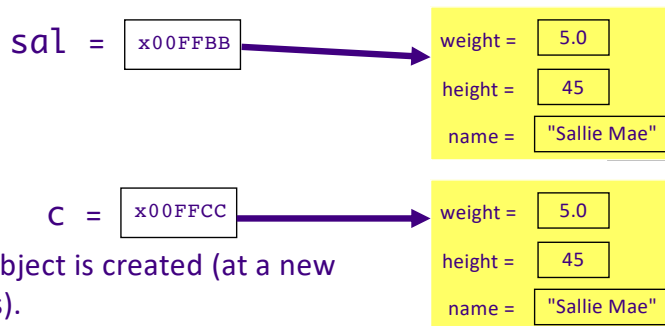 sal = x00FFBB
weight = 5.0
height = 45
name = "Sallie Mae"
c = x00FFCC
weight = 5.0
height = 45
name = "Sallie Mae"
bject is created (at a new
s).